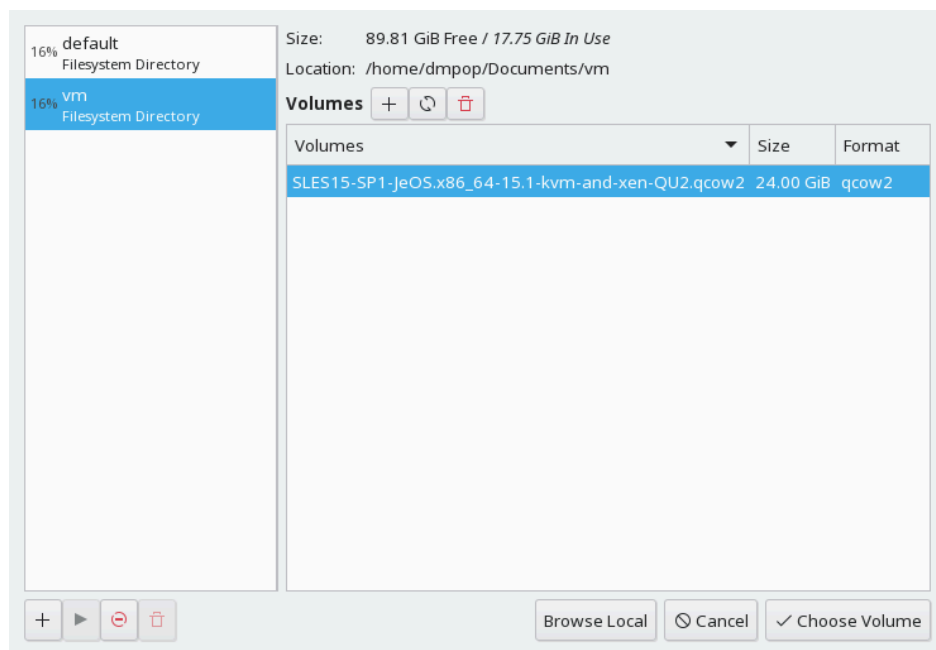 16% default
Filesystem Directory
16% vm
Filesystem Directory
Size: 89.81 GiB Free / 17.75 GiB In Use
Location: /home/dmpop/Documents/vm
Volumes
Volumes Size Format
SLES15-SP1-JeOS.x86_64-15.1-kvm-and-xen-QU2.qcow2 24.00 GiB qcow2
Browse Local Cancel Choose Volume